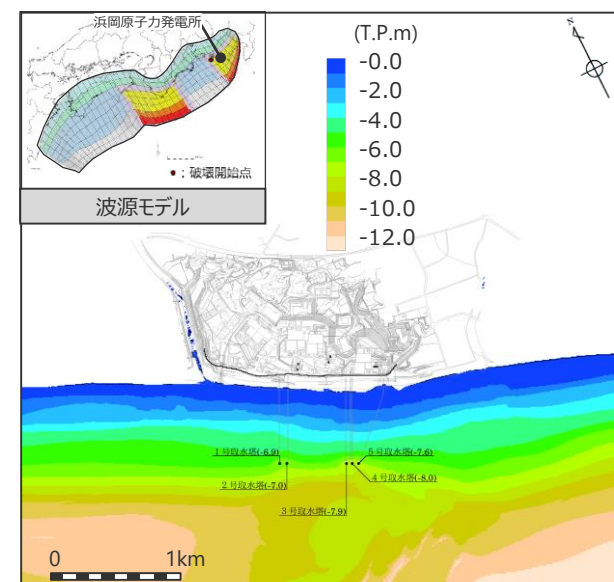 浜岡原子力発電所
●：破壊開始点
波源モデル
(T.P.m)
-0.0
-2.0
-4.0
-6.0
-8.0
-10.0
-12.0
N
1号取水塔(-6.9)
5号取水塔(-7.6)
2号取水塔(-7.0)
4号取水塔(-8.0)
3号取水塔(-7.9)
0 1km